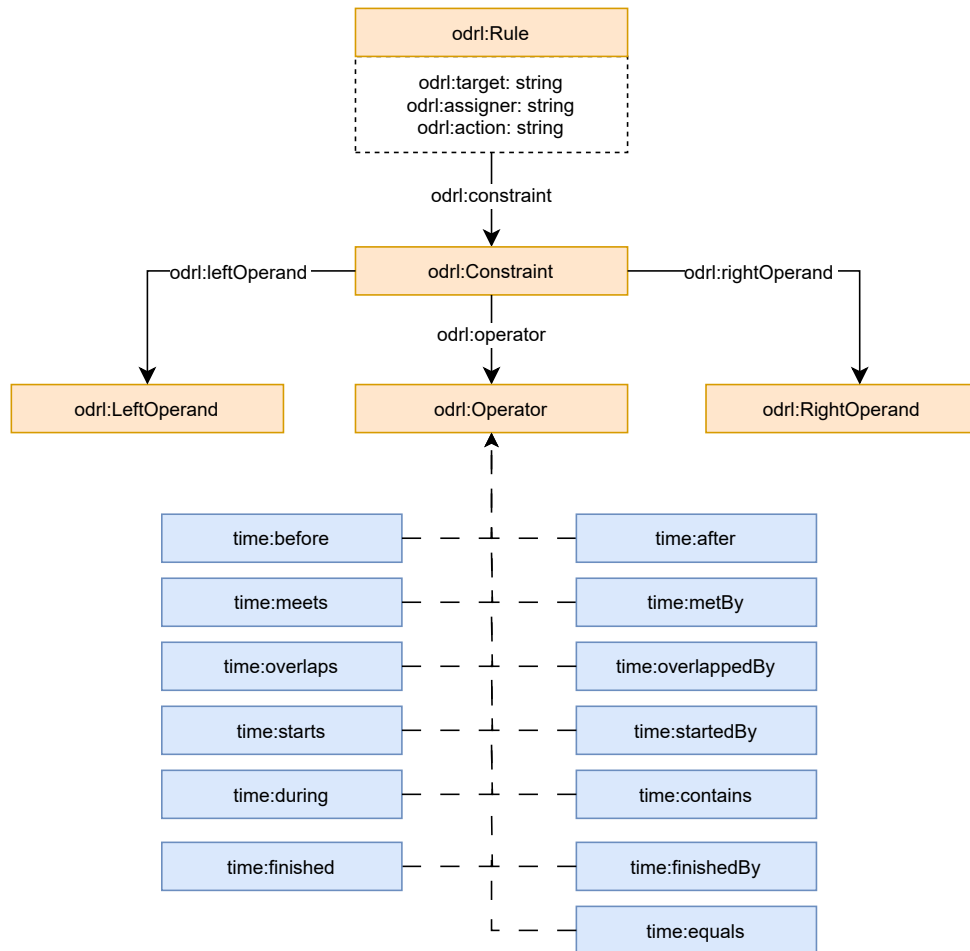 odrl:Rule
odrl:target: string
odrl:assigner: string
odrl:action: string
odrl:constraint
odrl:leftOperand
odrl:Constraint
odrl:rightOperand
odrl:operator
odrl:LeftOperand
odrl:Operator
odrl:RightOperand
time:before
time:after
time:meets
time:metBy
time:overlaps
time:overlappedBy
time:starts
time:startedBy
time:during
time:contains
time:finished
time:finishedBy
time:equals